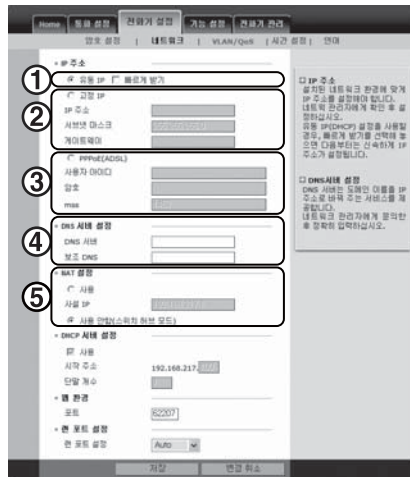 Home 통화 설정 전화기 설정 기능 설정 전화기 관리
암호 설정 | 네트워크 | VLAN/QoS | 시간 설정 | 언어
• IP 주소
① 유동 IP 빠르게 받기
② 고정 IP
IP 주소
서브넷 마스크
게이트웨이
③ PPPoE(ADSL)
사용자 아이디
암호
mss
• DNS 서버 설정
④ DNS 서버
보조 DNS
• NAT 설정
⑤ 사용
사설 IP
사용 안함(스위치 허브 모드)
• DHCP 서버 설정
사용
시작 주소 192.168.217.
단말 개수
• 웹 환경
포트 62207
• 랜 포트 설정
랜 포트 설정 Auto
저장 변경 취소
□ IP 주소
설치된 네트워크 환경에 맞게
IP 주소를 설정해야 합니다.
네트웍 관리자에게 확인 후 설
정하십시오.
유동 IP(DHCP) 설정을 사용할
경우, 빠르게 받기를 선택해 놓
으면 다음부터는 신속하게 IP
주소가 설정됩니다.
□ DNS서버 설정
DNS 서버는 도메인 이름을 IP
주소로 바꿔 주는 서비스를 제
공합니다.
네트워크 관리자에게 문의한
후 정확히 입력하십시오.